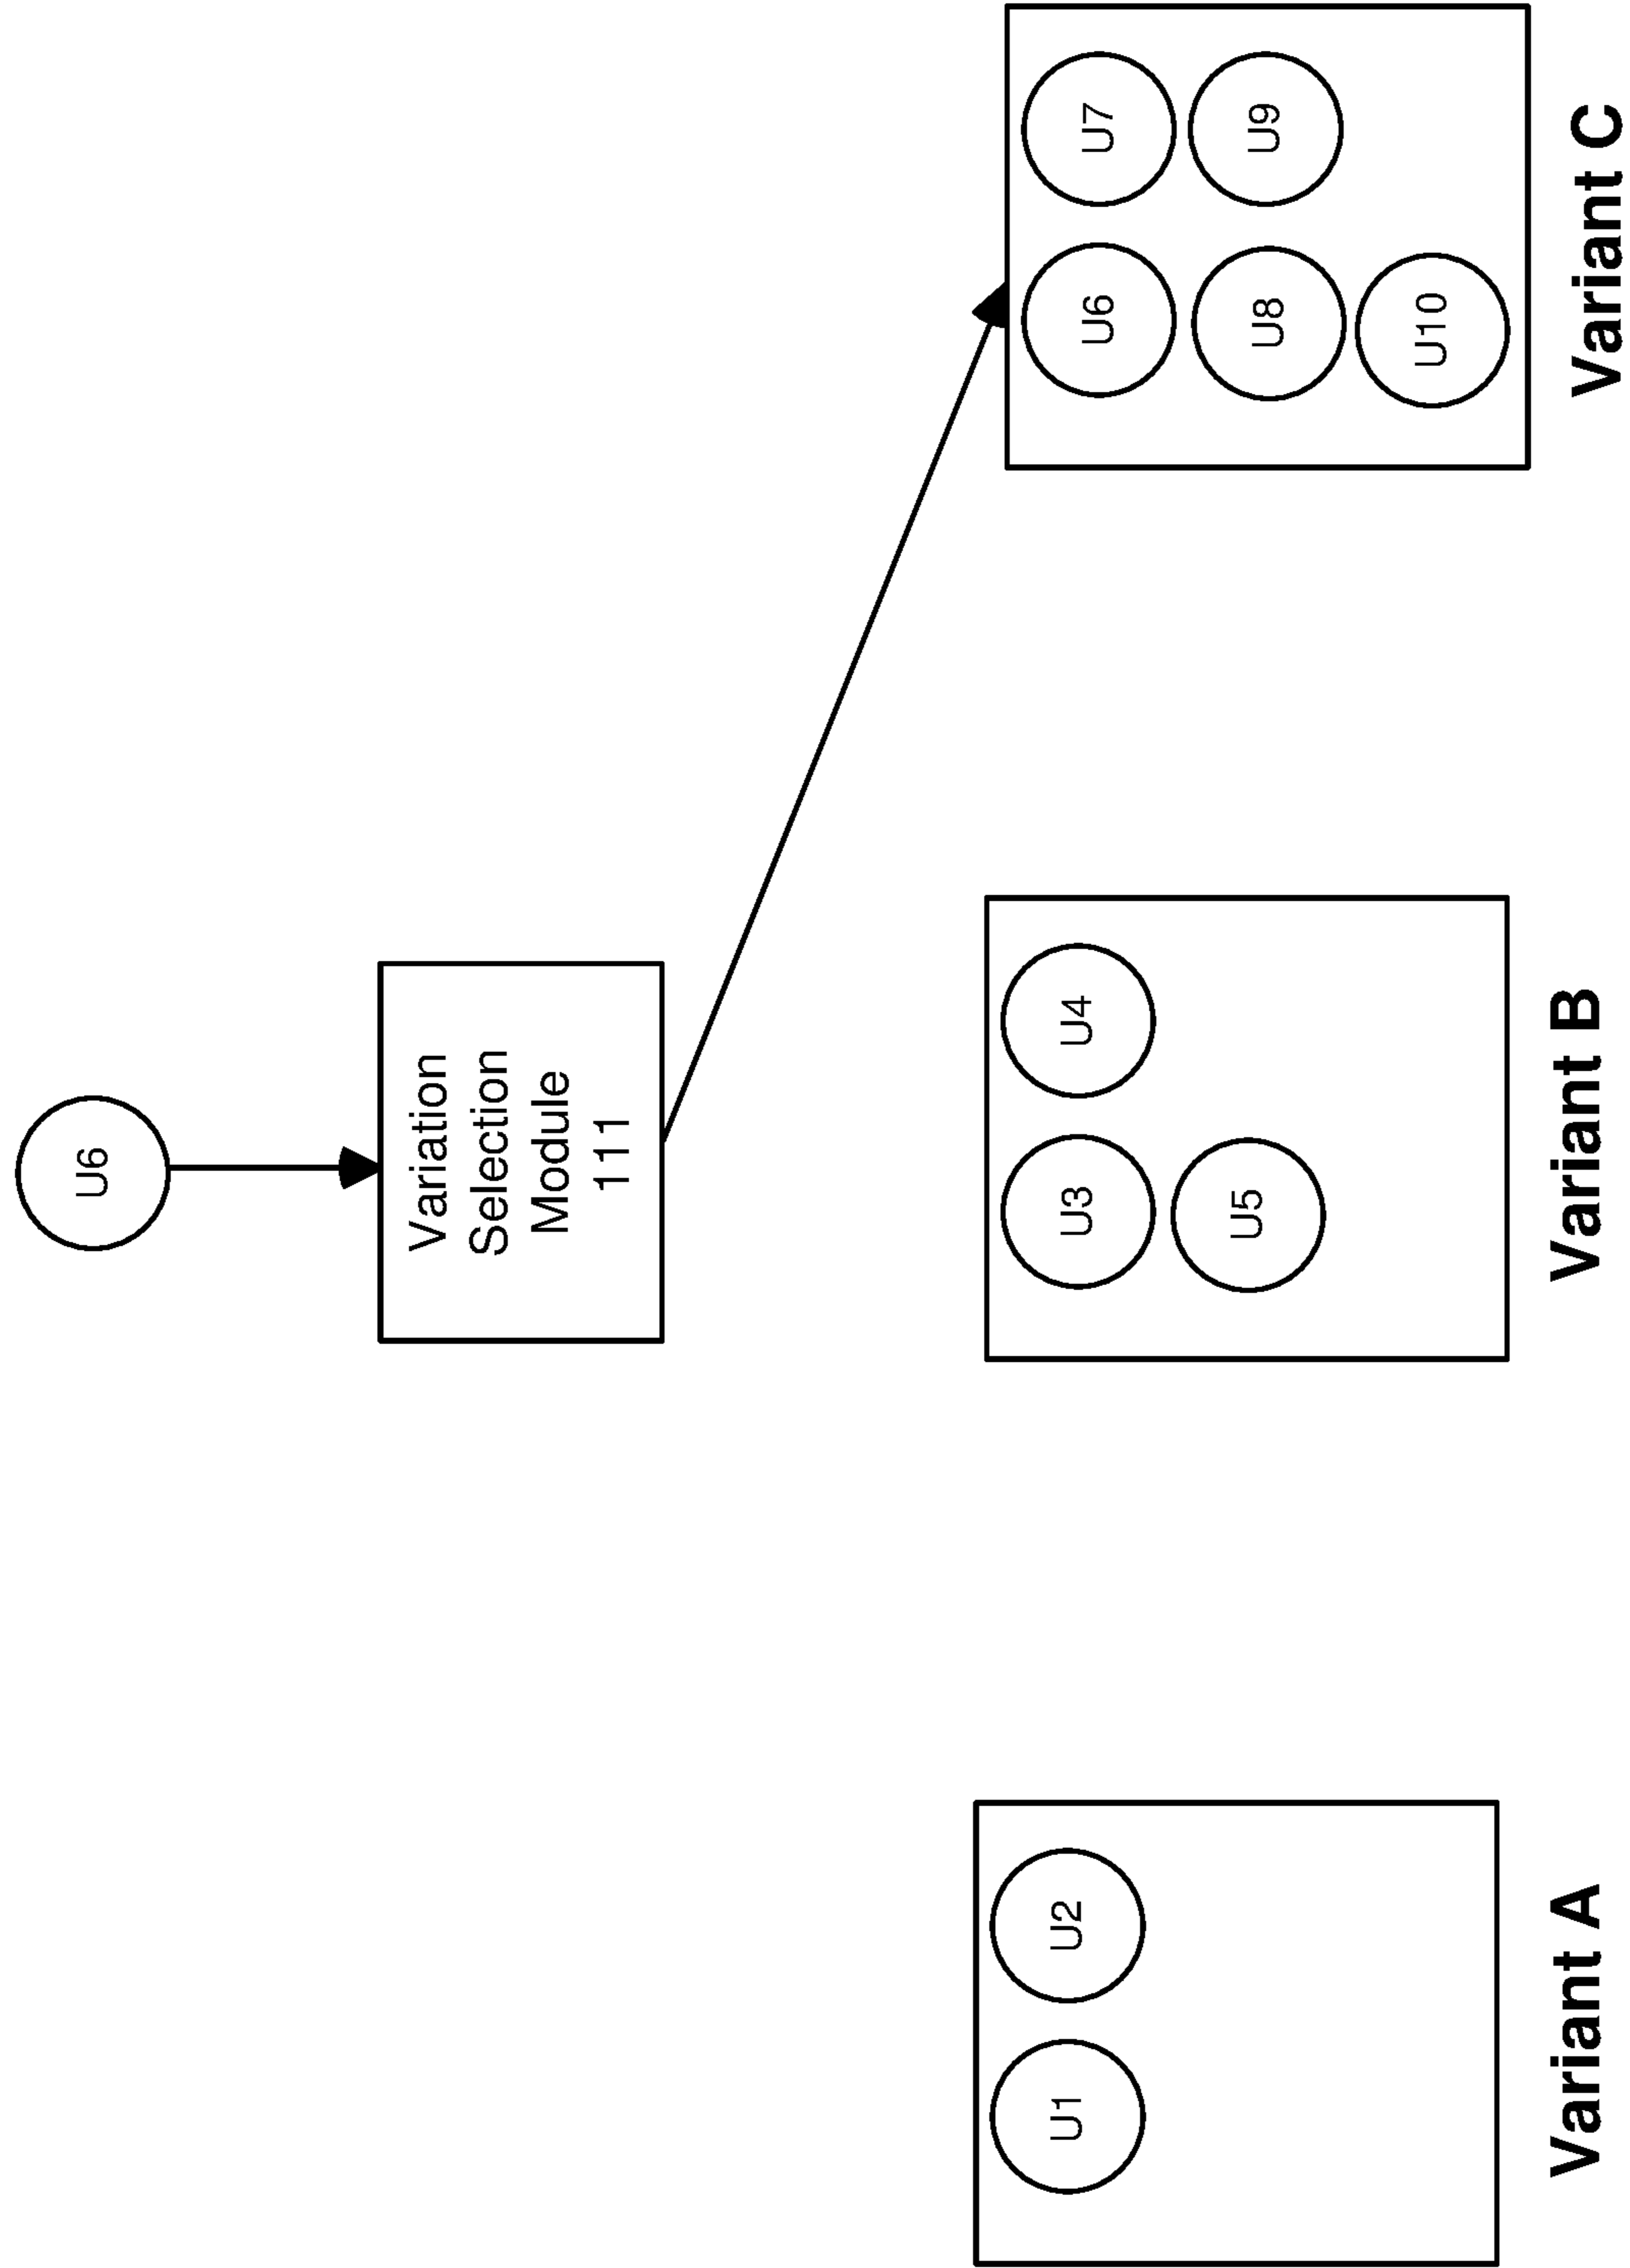 U6
Variation
Selection
Module
111
U1
U2
Variant A
U3
U4
U5
Variant B
U6
U7
U8
U9
U10
Variant C